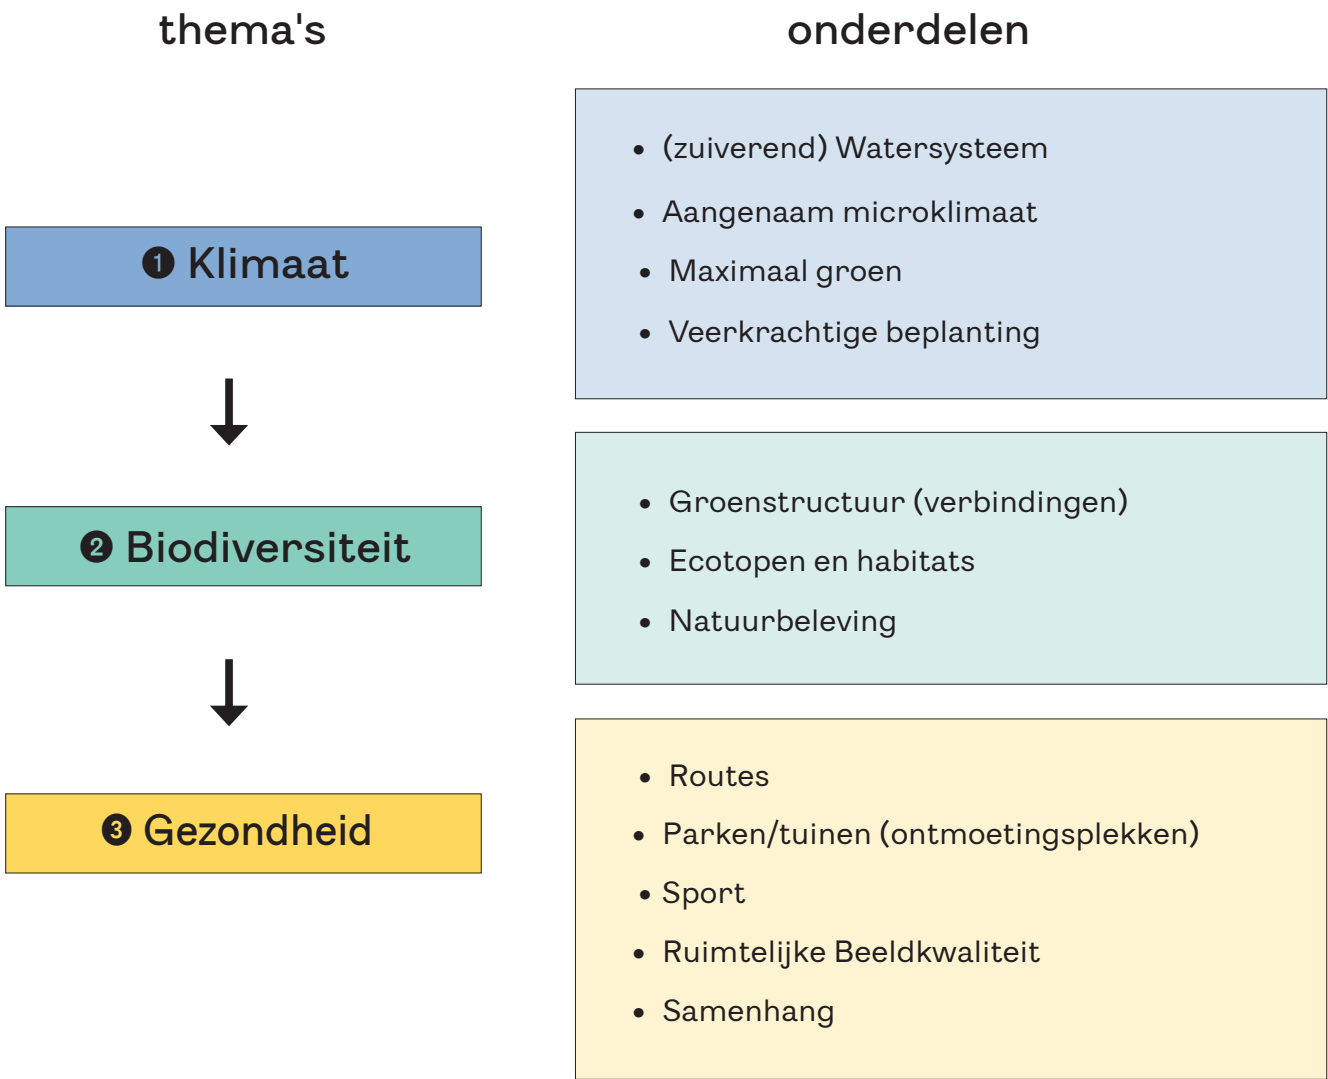 thema's
onderdelen
❶ Klimaat
• (zuiverend) Watersysteem
• Aangenaam microklimaat
• Maximaal groen
• Veerkrachtige beplanting
❷ Biodiversiteit
• Groenstructuur (verbindingen)
• Ecotopen en habitats
• Natuurbeleving
❸ Gezondheid
• Routes
• Parken/tuinen (ontmoetingsplekken)
• Sport
• Ruimtelijke Beeldkwaliteit
• Samenhang